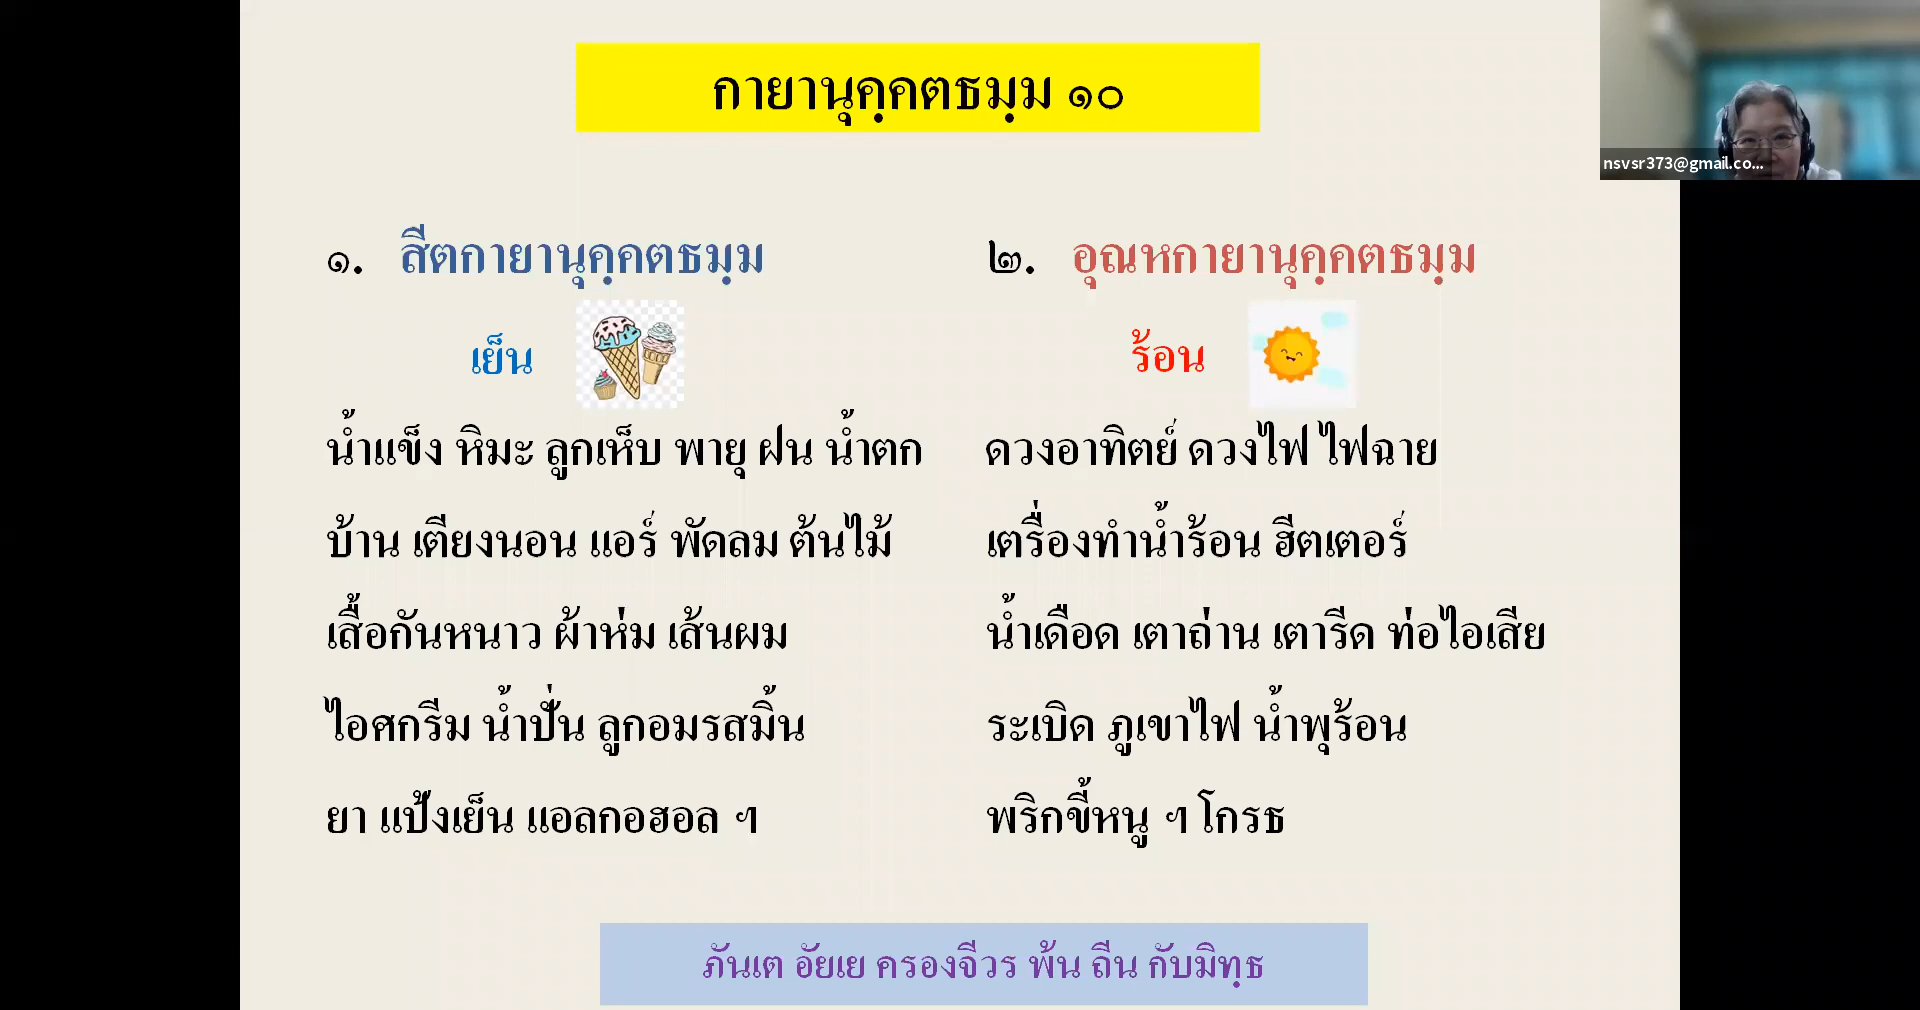 กายานุคฺคตธมฺม ๑๐
nsvsr373@gmail.co...
๑. สีตกายานุคฺคตธมฺม
เย็น
น้ำแข็ง หิมะ ลูกเห็บ พายุ ฝน น้ำตก
บ้าน เตียงนอน แอร์ พัดลม ต้นไม้
เสื้อกันหนาว ผ้าห่ม เส้นผม
ไอศกรีม น้ำปั่น ลูกอมรสมิ้น
ยา แป้งเย็น แอลกอฮอล ฯ
๒. อุณหกายานุคฺคตธมฺม
ร้อน
ดวงอาทิตย์ ดวงไฟ ไฟฉาย
เตรื่องทำน้ำร้อน ฮีตเตอร์
น้ำเดือด เตาถ่าน เตารีด ท่อไอเสีย
ระเบิด ภูเขาไฟ น้ำพุร้อน
พริกขี้หนู ฯ โกรธ
ภันเต อัยเย ครองจีวร พ้น ถีน กับมิทฺธ